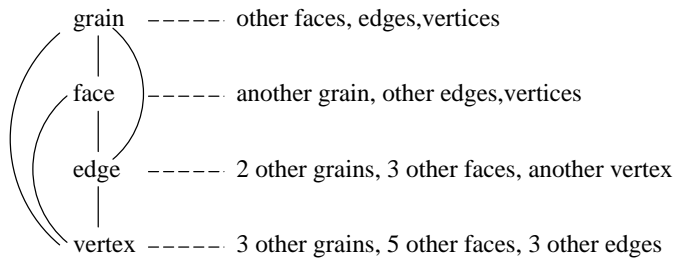 grain other faces, edges,vertices
face another grain, other edges,vertices
edge 2 other grains, 3 other faces, another vertex
vertex 3 other grains, 5 other faces, 3 other edges